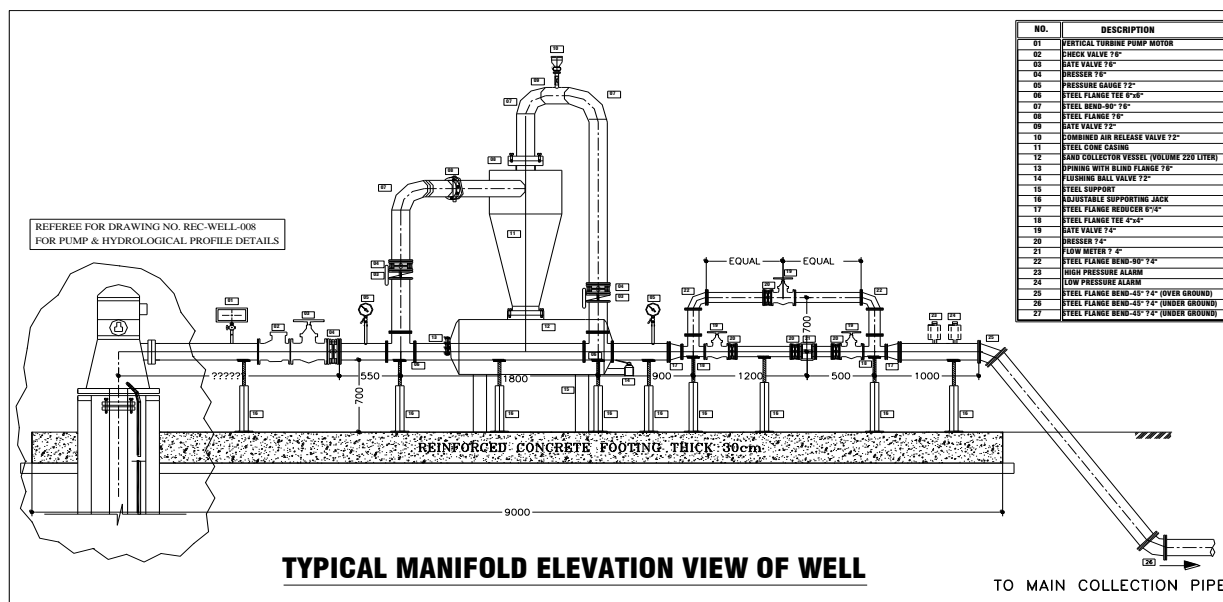 NO. DESCRIPTION
01 VERTICAL TURBINE PUMP MOTOR
02 CHECK VALVE ?6"
03 GATE VALVE ?6"
04 DRESSER ?6"
05 PRESSURE GAUGE ?2"
06 STEEL FLANGE TEE 6"x6"
07 STEEL BEND-90° ?6"
08 STEEL FLANGE ?6"
09 GATE VALVE ?2"
10 COMBINED AIR RELEASE VALVE ?2"
11 STEEL CONE CASING
12 SAND COLLECTOR VESSEL (VOLUME 220 LITER)
13 OPINING WITH BLIND FLANGE ?6"
14 FLUSHING BALL VALVE ?2"
15 STEEL SUPPORT
16 ADJUSTABLE SUPPORTING JACK
17 STEEL FLANGE REDUCER 6"/4"
18 STEEL FLANGE TEE 4"x4"
19 GATE VALVE ?4"
20 DRESSER ?4"
21 FLOW METER ? 4"
22 STEEL FLANGE BEND-90° ?4"
23 HIGH PRESSURE ALARM
24 LOW PRESSURE ALARM
25 STEEL FLANGE BEND-45° ?4" (OVER GROUND)
26 STEEL FLANGE BEND-45° ?4" (UNDER GROUND)
27 STEEL FLANGE BEND-45° ?4" (UNDER GROUND)
REFEREE FOR DRAWING NO. REC-WELL-008
FOR PUMP & HYDROLOGICAL PROFILE DETAILS
EQUAL EQUAL
700
????? 550 1800 900 1200 500 1000
700
REINFORCED CONCRETE FOOTING THICK 30cm
9000
TYPICAL MANIFOLD ELEVATION VIEW OF WELL
26
TO MAIN COLLECTION PIPE